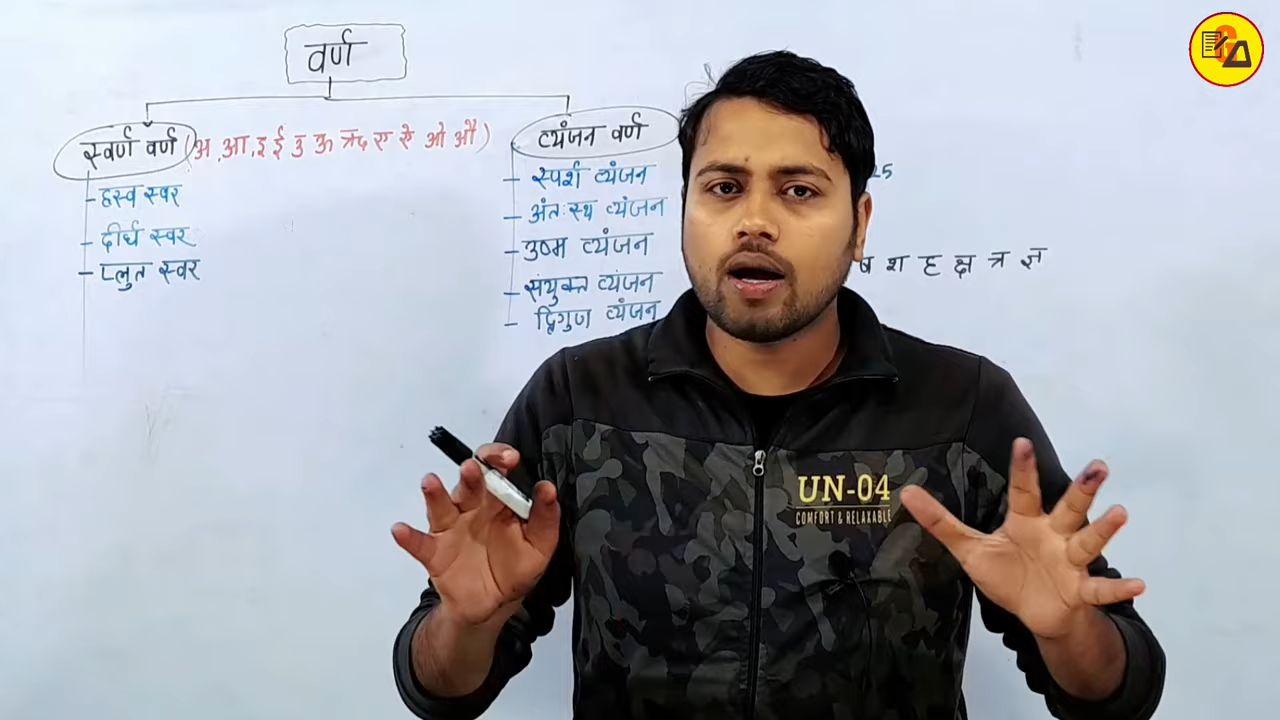 वर्ण
स्वर्ण वर्ण (अ, आ, इ ई उ ऊ ऋ ए ऐ ओ औ)
ह्रस्व स्वर
दीर्घ स्वर
प्लुत स्वर
व्यंजन वर्ण
स्पर्श व्यंजन
25
अंतःस्थ व्यंजन
उष्म व्यंजन
ष श ह क्ष त्र ज्ञ
संयुक्त व्यंजन
द्विगुण व्यंजन
UN-04
COMFORT & RELAXABLE